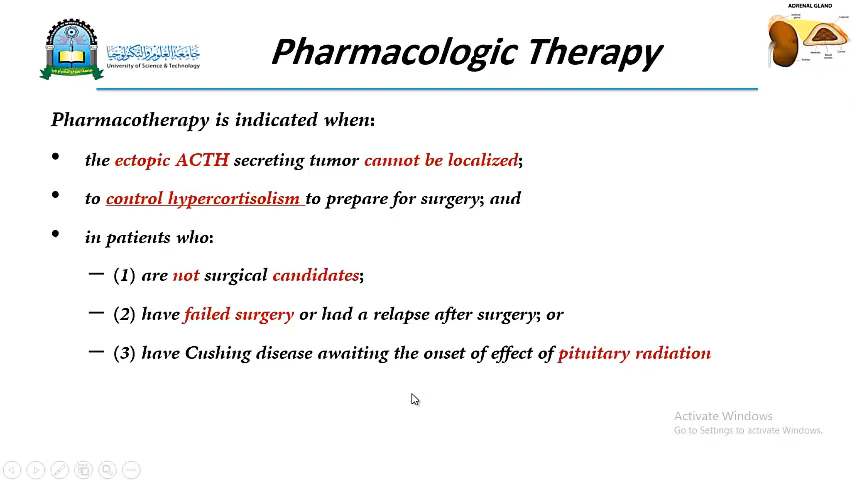 ADRENAL GLAND
جامعة العلوم والتكنولوجيا
University of Science & Technology
Pharmacologic Therapy
Pharmacotherapy is indicated when:
• the ectopic ACTH secreting tumor cannot be localized;
• to control hypercortisolism to prepare for surgery; and
• in patients who:
– (1) are not surgical candidates;
– (2) have failed surgery or had a relapse after surgery; or
– (3) have Cushing disease awaiting the onset of effect of pituitary radiation
Activate Windows
Go to Settings to activate Windows.